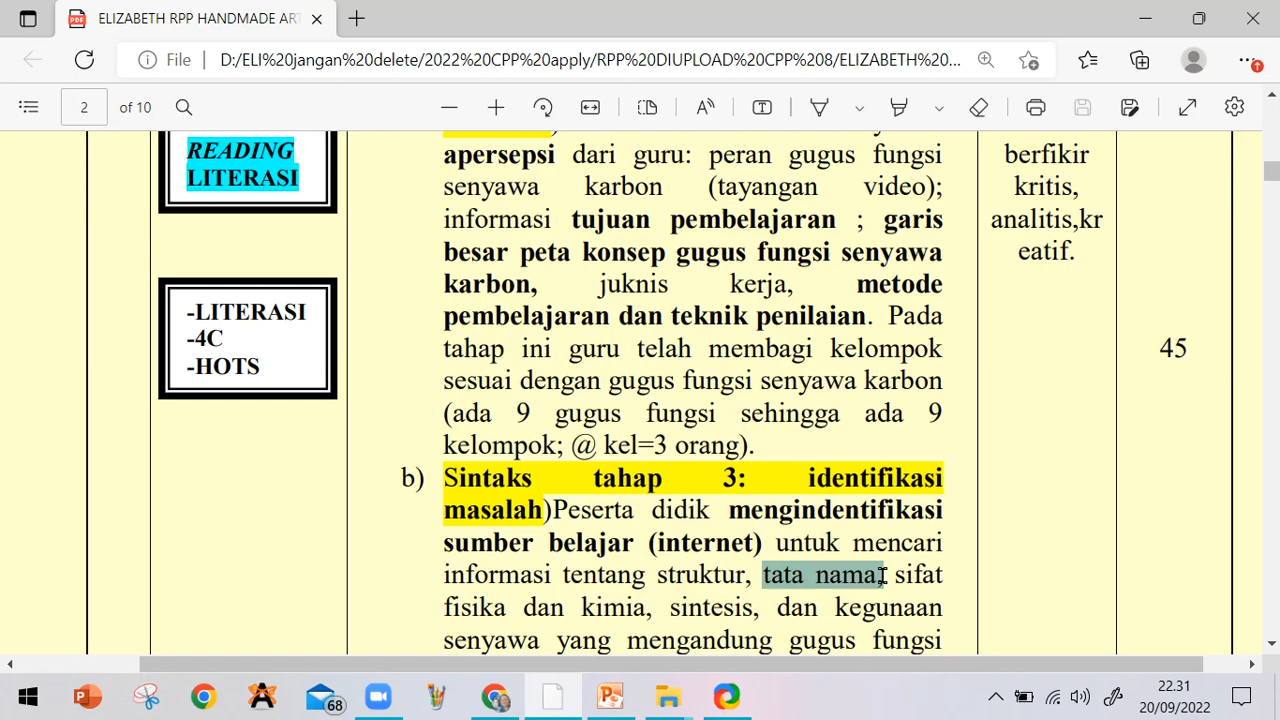 ELIZABETH RPP HANDMADE ART
File
D:/ELI%20jangan%20delete/2022%20CPP%20apply/RPP%20DIUPLOAD%20CPP%208/ELIZABETH%20...
2
of 10
READING
LITERASI
-LITERASI
-4C
-HOTS
apersepsi dari guru: peran gugus fungsi
senyawa karbon (tayangan video);
informasi tujuan pembelajaran ; garis
besar peta konsep gugus fungsi senyawa
karbon, juknis kerja, metode
pembelajaran dan teknik penilaian. Pada
tahap ini guru telah membagi kelompok
sesuai dengan gugus fungsi senyawa karbon
(ada 9 gugus fungsi sehingga ada 9
kelompok; @ kel=3 orang).
b) Sintaks tahap 3: identifikasi
masalah)Peserta didik mengindentifikasi
sumber belajar (internet) untuk mencari
informasi tentang struktur, tata nama, sifat
fisika dan kimia, sintesis, dan kegunaan
senyawa yang mengandung gugus fungsi
berfikir
kritis,
analitis,kr
eatif.
45
68
22.31
20/09/2022